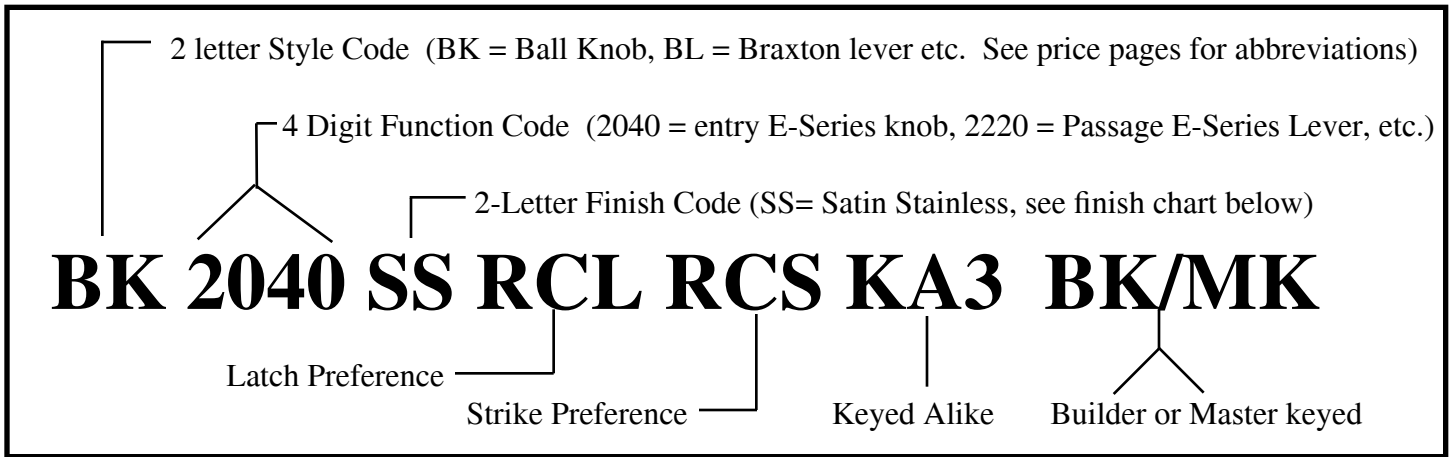 2 letter Style Code  (BK = Ball Knob, BL = Braxton lever etc.  See price pages for abbreviations)
4 Digit Function Code  (2040 = entry E-Series knob, 2220 = Passage E-Series Lever, etc.)
2-Letter Finish Code (SS= Satin Stainless, see finish chart below)
BK 2040 SS RCL RCS KA3  BK/MK
Latch Preference
Strike Preference
Keyed Alike
Builder or Master keyed